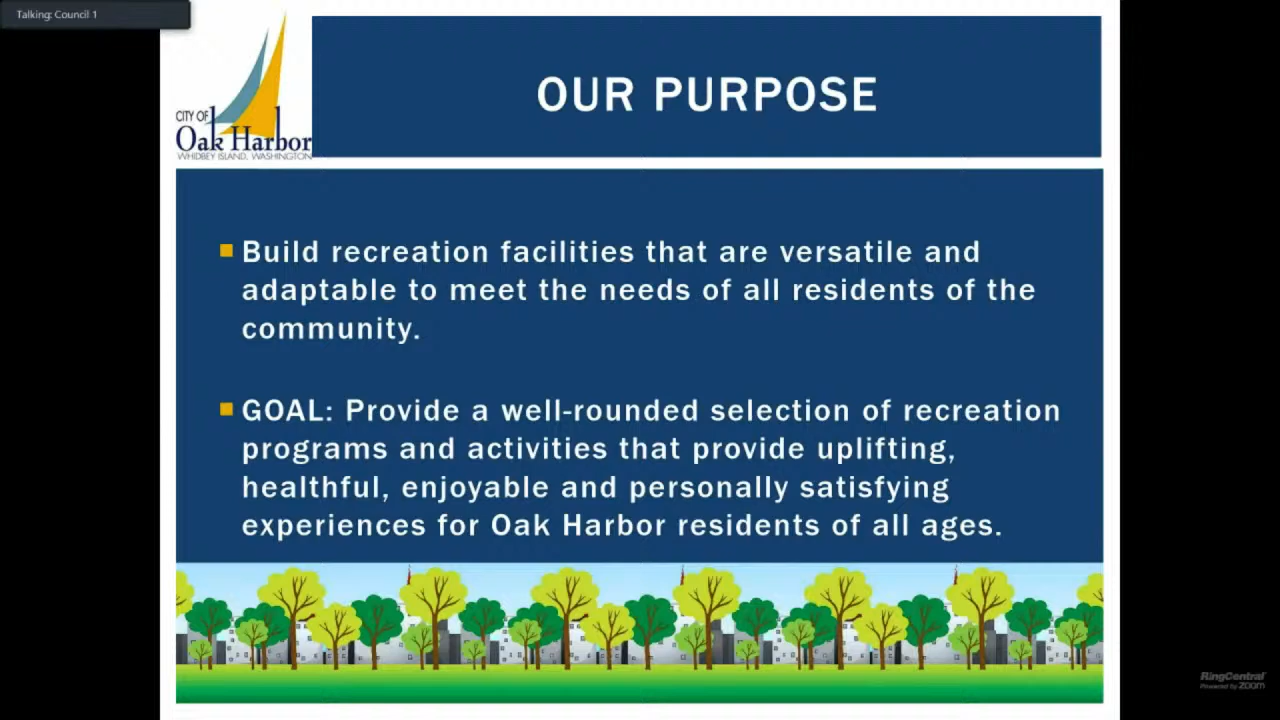 Talking: Council 1
CITY OF
Oak Harbor
WHIDBEY ISLAND, WASHINGTON
OUR PURPOSE
Build recreation facilities that are versatile and
adaptable to meet the needs of all residents of the
community.
GOAL: Provide a well-rounded selection of recreation
programs and activities that provide uplifting,
healthful, enjoyable and personally satisfying
experiences for Oak Harbor residents of all ages.
RingCentral
Powered by zoom